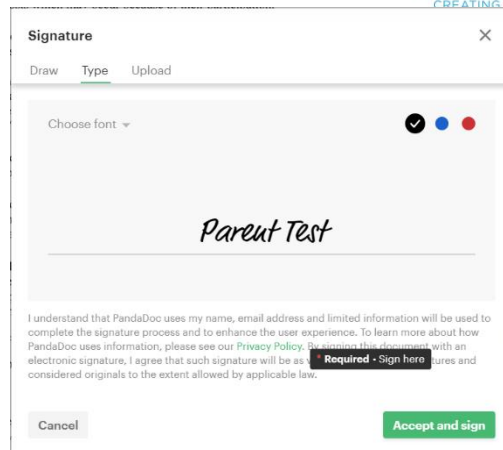 CREATING
Signature
Draw Type Upload
Choose font
Parent Test
I understand that PandaDoc uses my name, email address and limited information will be used to
complete the signature process and to enhance the user experience. To learn more about how
PandaDoc uses information, please see our Privacy Policy. By signing this document with an
electronic signature, I agree that such signature will be as
* Required - Sign here
tures and
considered originals to the extent allowed by applicable law.
Cancel Accept and sign